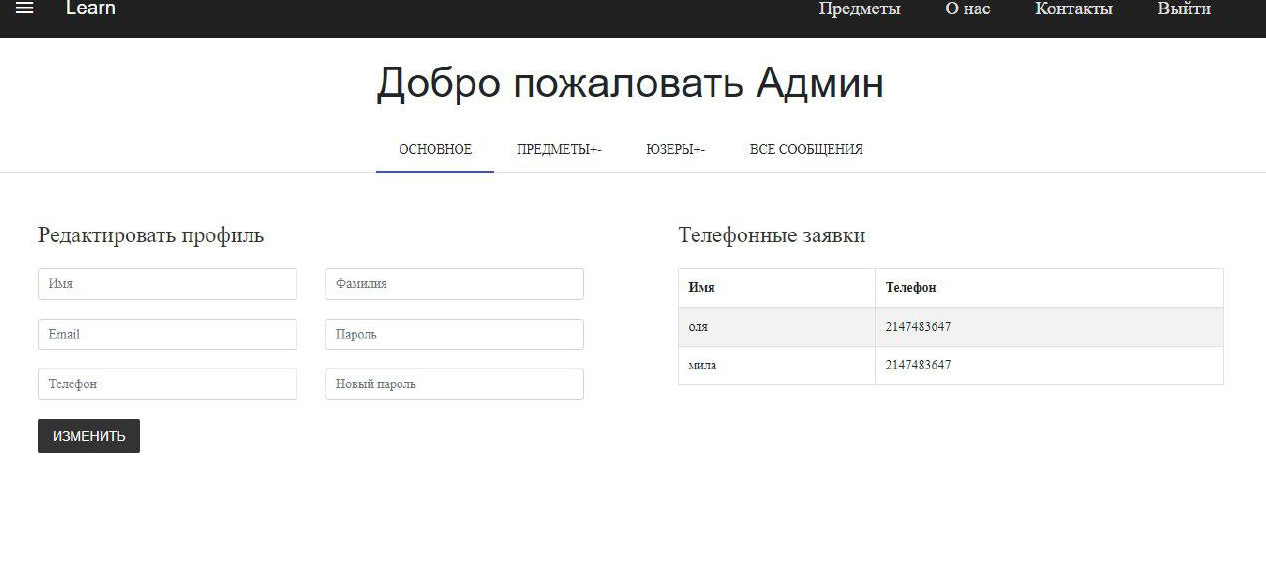 Learn Предметы О нас Контакты Выйти
Добро пожаловать Админ
ОСНОВНОЕ ПРЕДМЕТЫ+- ЮЗЕРЫ+- ВСЕ СООБЩЕНИЯ
Редактировать профиль
Имя Фамилия
Email Пароль
Телефон Новый пароль
ИЗМЕНИТЬ
Телефонные заявки
Имя Телефон
оля 2147483647
мила 2147483647